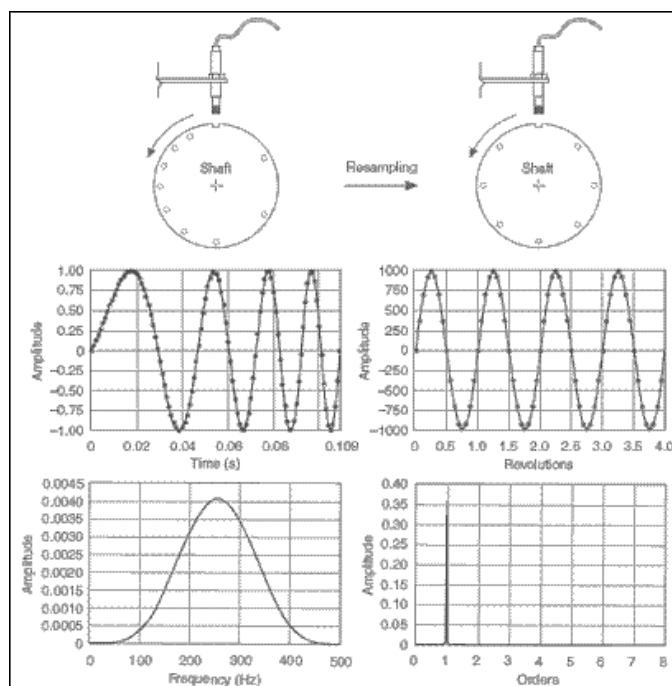 Shaft
Resampling
Shaft
1.00
0.75
0.50
0.25
0
−0.25
−0.50
−0.75
−1.00
Amplitude
0 0.02 0.04 0.06 0.08 0.109
Time (s)
1000
750
500
250
0
−250
−500
−750
−1000
Amplitude
0 0.5 1.0 1.5 2.0 2.5 3.0 3.5 4.0
Revolutions
0.0045
0.0040
0.0035
0.0030
0.0025
0.0020
0.0015
0.0010
0.0005
0
Amplitude
0 100 200 300 400 500
Frequency (Hz)
0.40
0.35
0.30
0.25
0.20
0.15
0.10
0.05
0
Amplitude
0 1 2 3 4 5 6 7 8
Orders